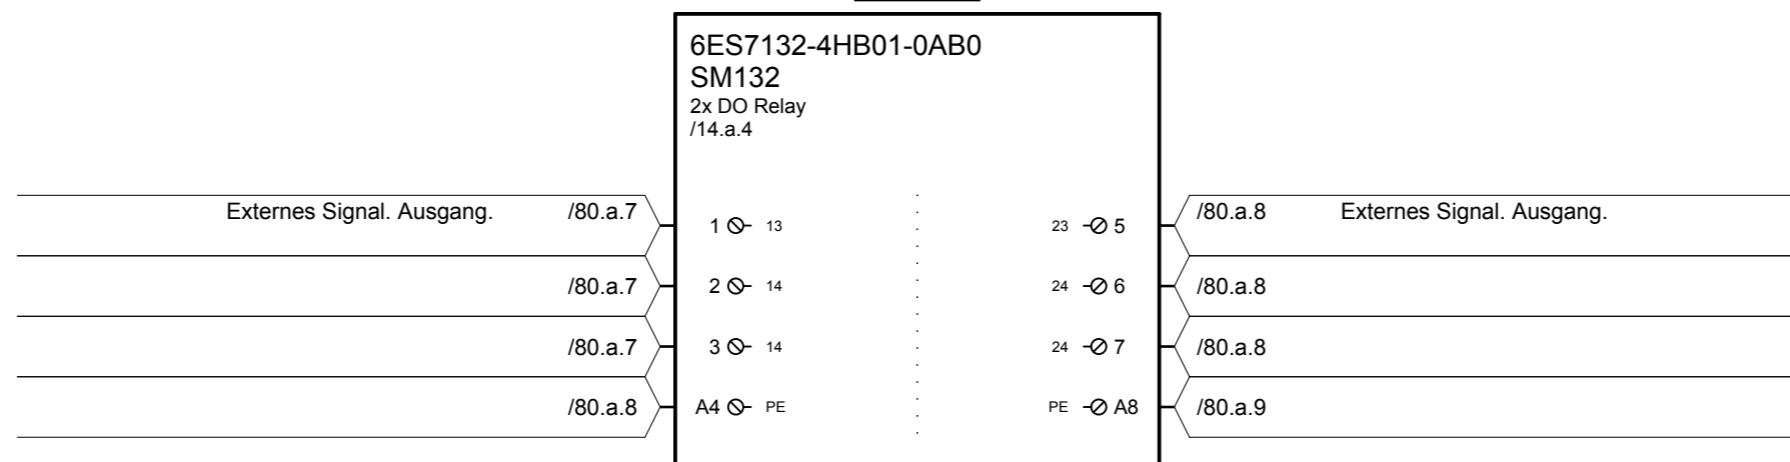 6ES7132-4HB01-0AB0
SM132
2x DO Relay
/14.a.4
Externes Signal. Ausgang. /80.a.7 1 13 23 5 /80.a.8 Externes Signal. Ausgang.
/80.a.7 2 14 24 6 /80.a.8
/80.a.7 3 14 24 7 /80.a.8
/80.a.8 A4 PE PE A8 /80.a.9